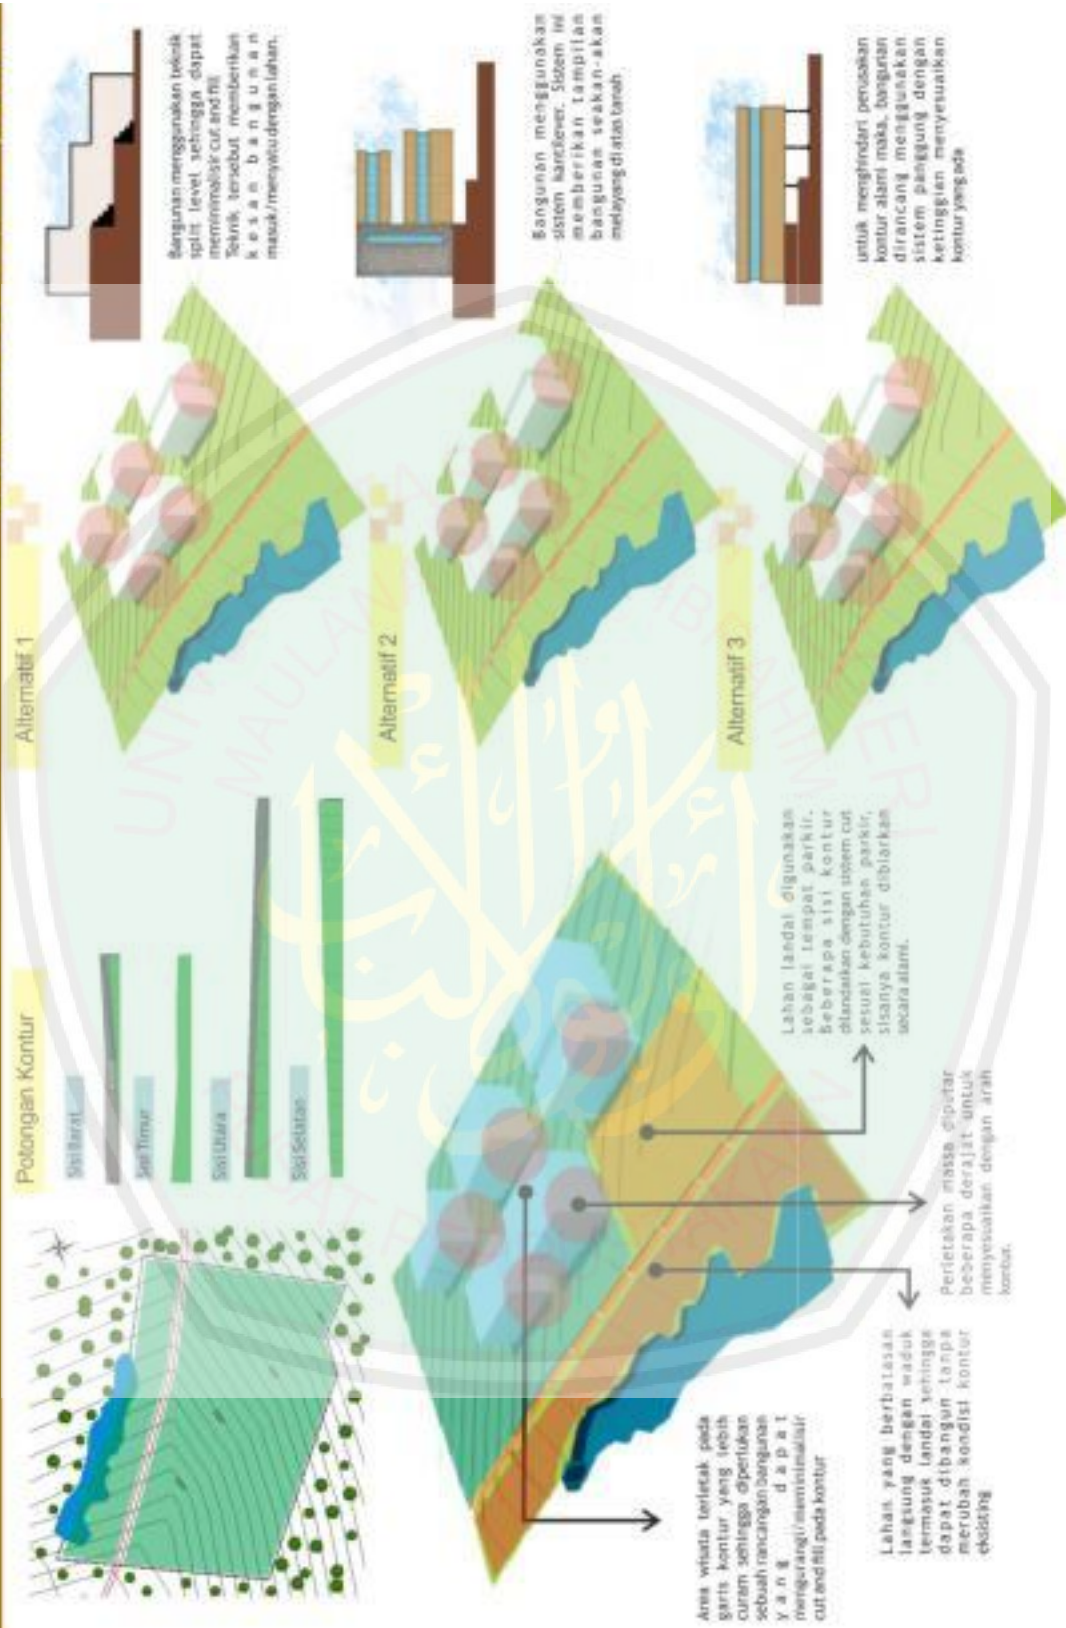 Potongan Kontur
Sisi Barat
Sisi Timur
Sisi Utara
Sisi Selatan
Area wisata terletak pada
garis kontur yang lebih
curam sehingga diperlukan
sebuah rancangan bangunan
yang dapat
mengurangi/meminimalisir
cut and fill pada kontur
Lahan yang berbatasan
langsung dengan waduk
termasuk landai sehingga
dapat dibangun tanpa
merubah kondisi kontur
eksisting
Perletakan massa diputar
beberapa derajat untuk
menyesuaikan dengan arah
kontur.
Lahan landai digunakan
sebagai tempat parkir.
Beberapa sisi kontur
dilandaikan dengan sistem cut
sesuai kebutuhan parkir,
sisanya kontur dibiarkan
secara alami.
Alternatif 1
Bangunan menggunakan teknik
split level sehingga dapat
meminimalisir cut and fill.
Teknik tersebut memberikan
kesan bangunan
masuk/menyatu dengan lahan.
Alternatif 2
Bangunan menggunakan
sistem kantilever. Sistem ini
memberikan tampilan
bangunan seakan-akan
melayang di atas tanah
Alternatif 3
untuk menghindari perusakan
kontur alami maka, bangunan
dirancang menggunakan
sistem panggung dengan
ketinggian menyesuaikan
kontur yang ada
MAULANA